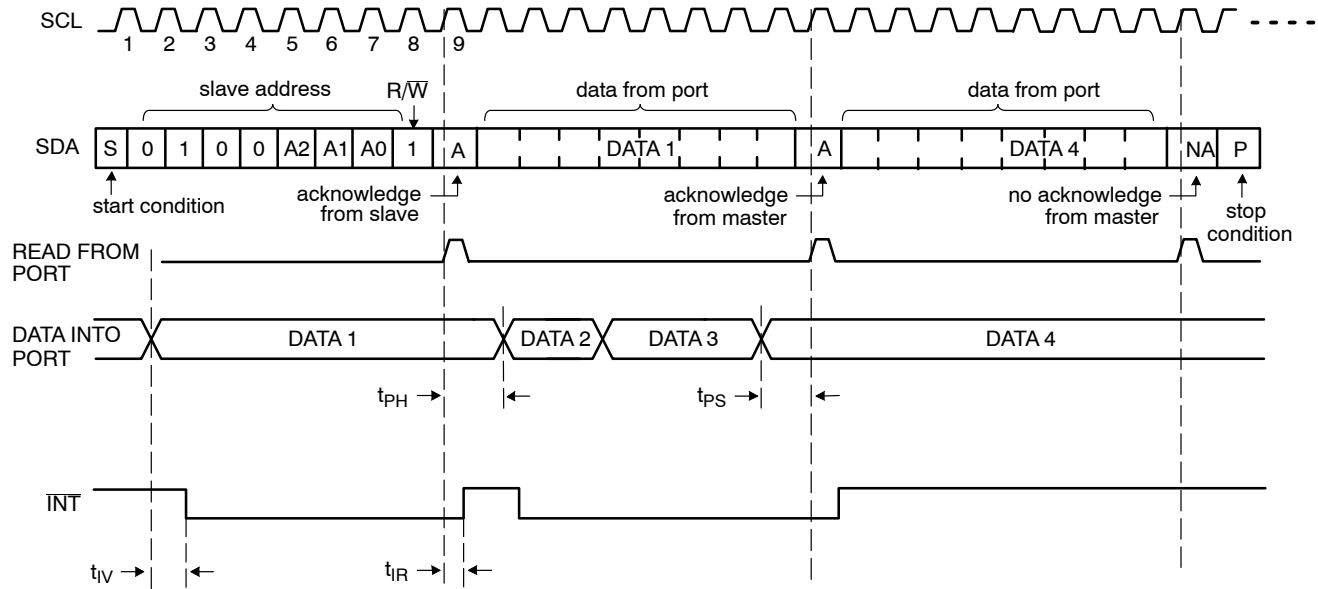 SCL
1 2 3 4 5 6 7 8 9
slave address R/W̅ data from port data from port
SDA S 0 1 0 0 A2 A1 A0 1 A DATA 1 A DATA 4 NA P
start condition
acknowledge
from slave
acknowledge
from master
no acknowledge
from master
stop
condition
READ FROM
PORT
DATA INTO
PORT
DATA 1 DATA 2 DATA 3 DATA 4
tPH tPS
I̅N̅T̅
tIV tIR